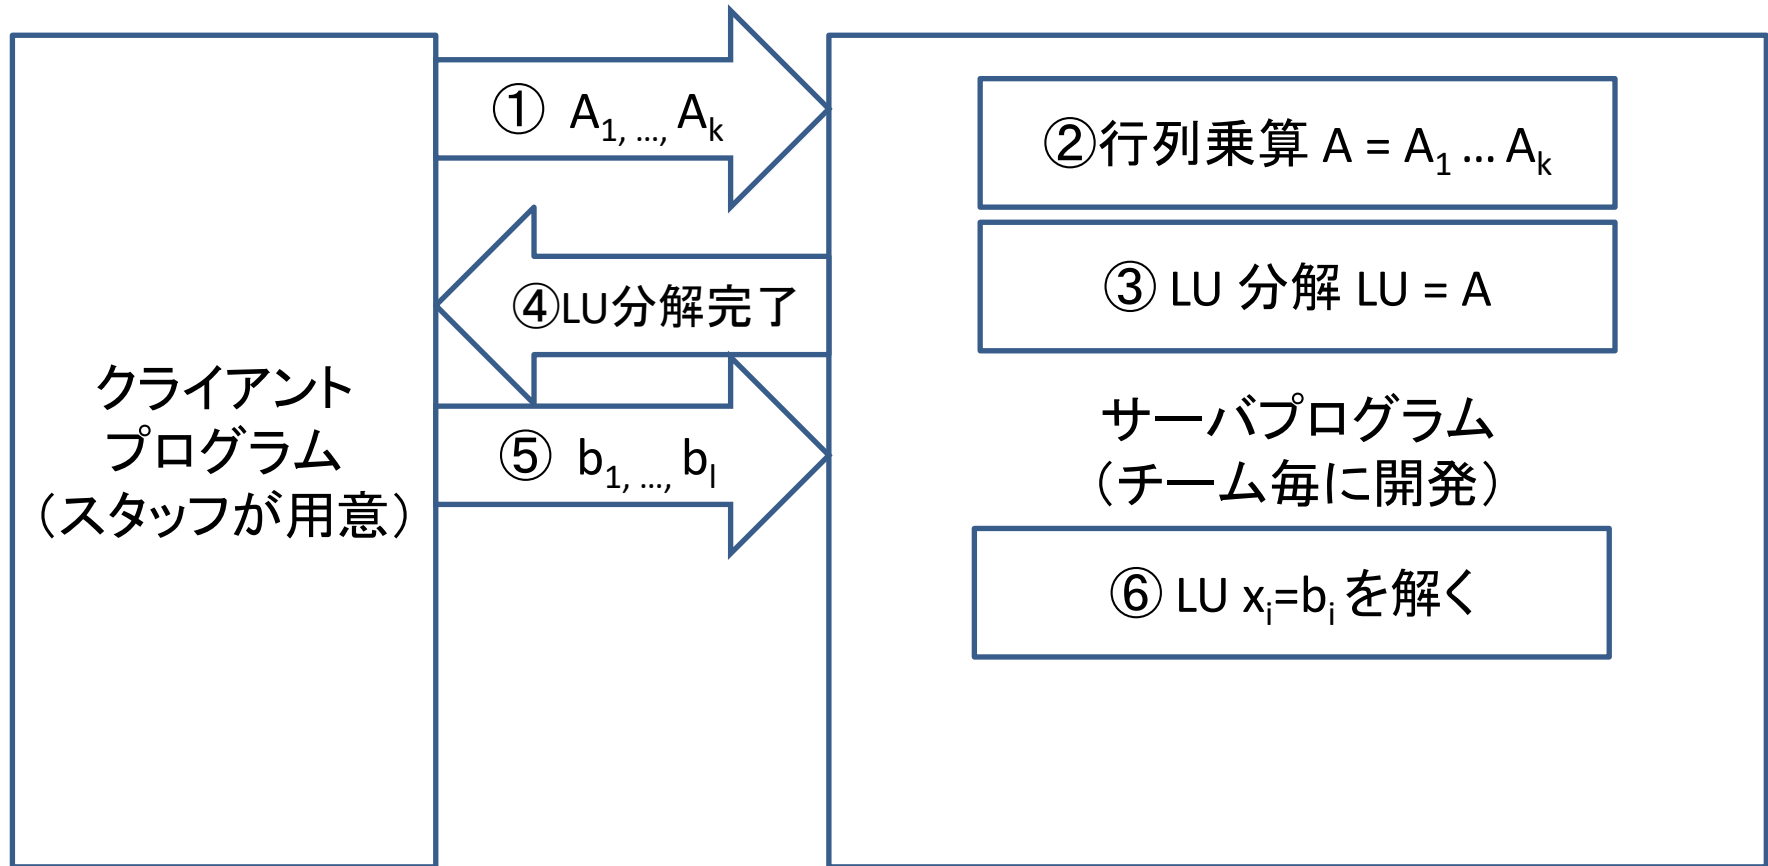 ① A1, ..., Ak
②行列乗算 A = A1 ... Ak
③ LU 分解 LU = A
④LU分解完了
クライアント
プログラム
（スタッフが用意）
サーバプログラム
（チーム毎に開発）
⑤ b1, ..., bl
⑥ LU xi=bi を解く